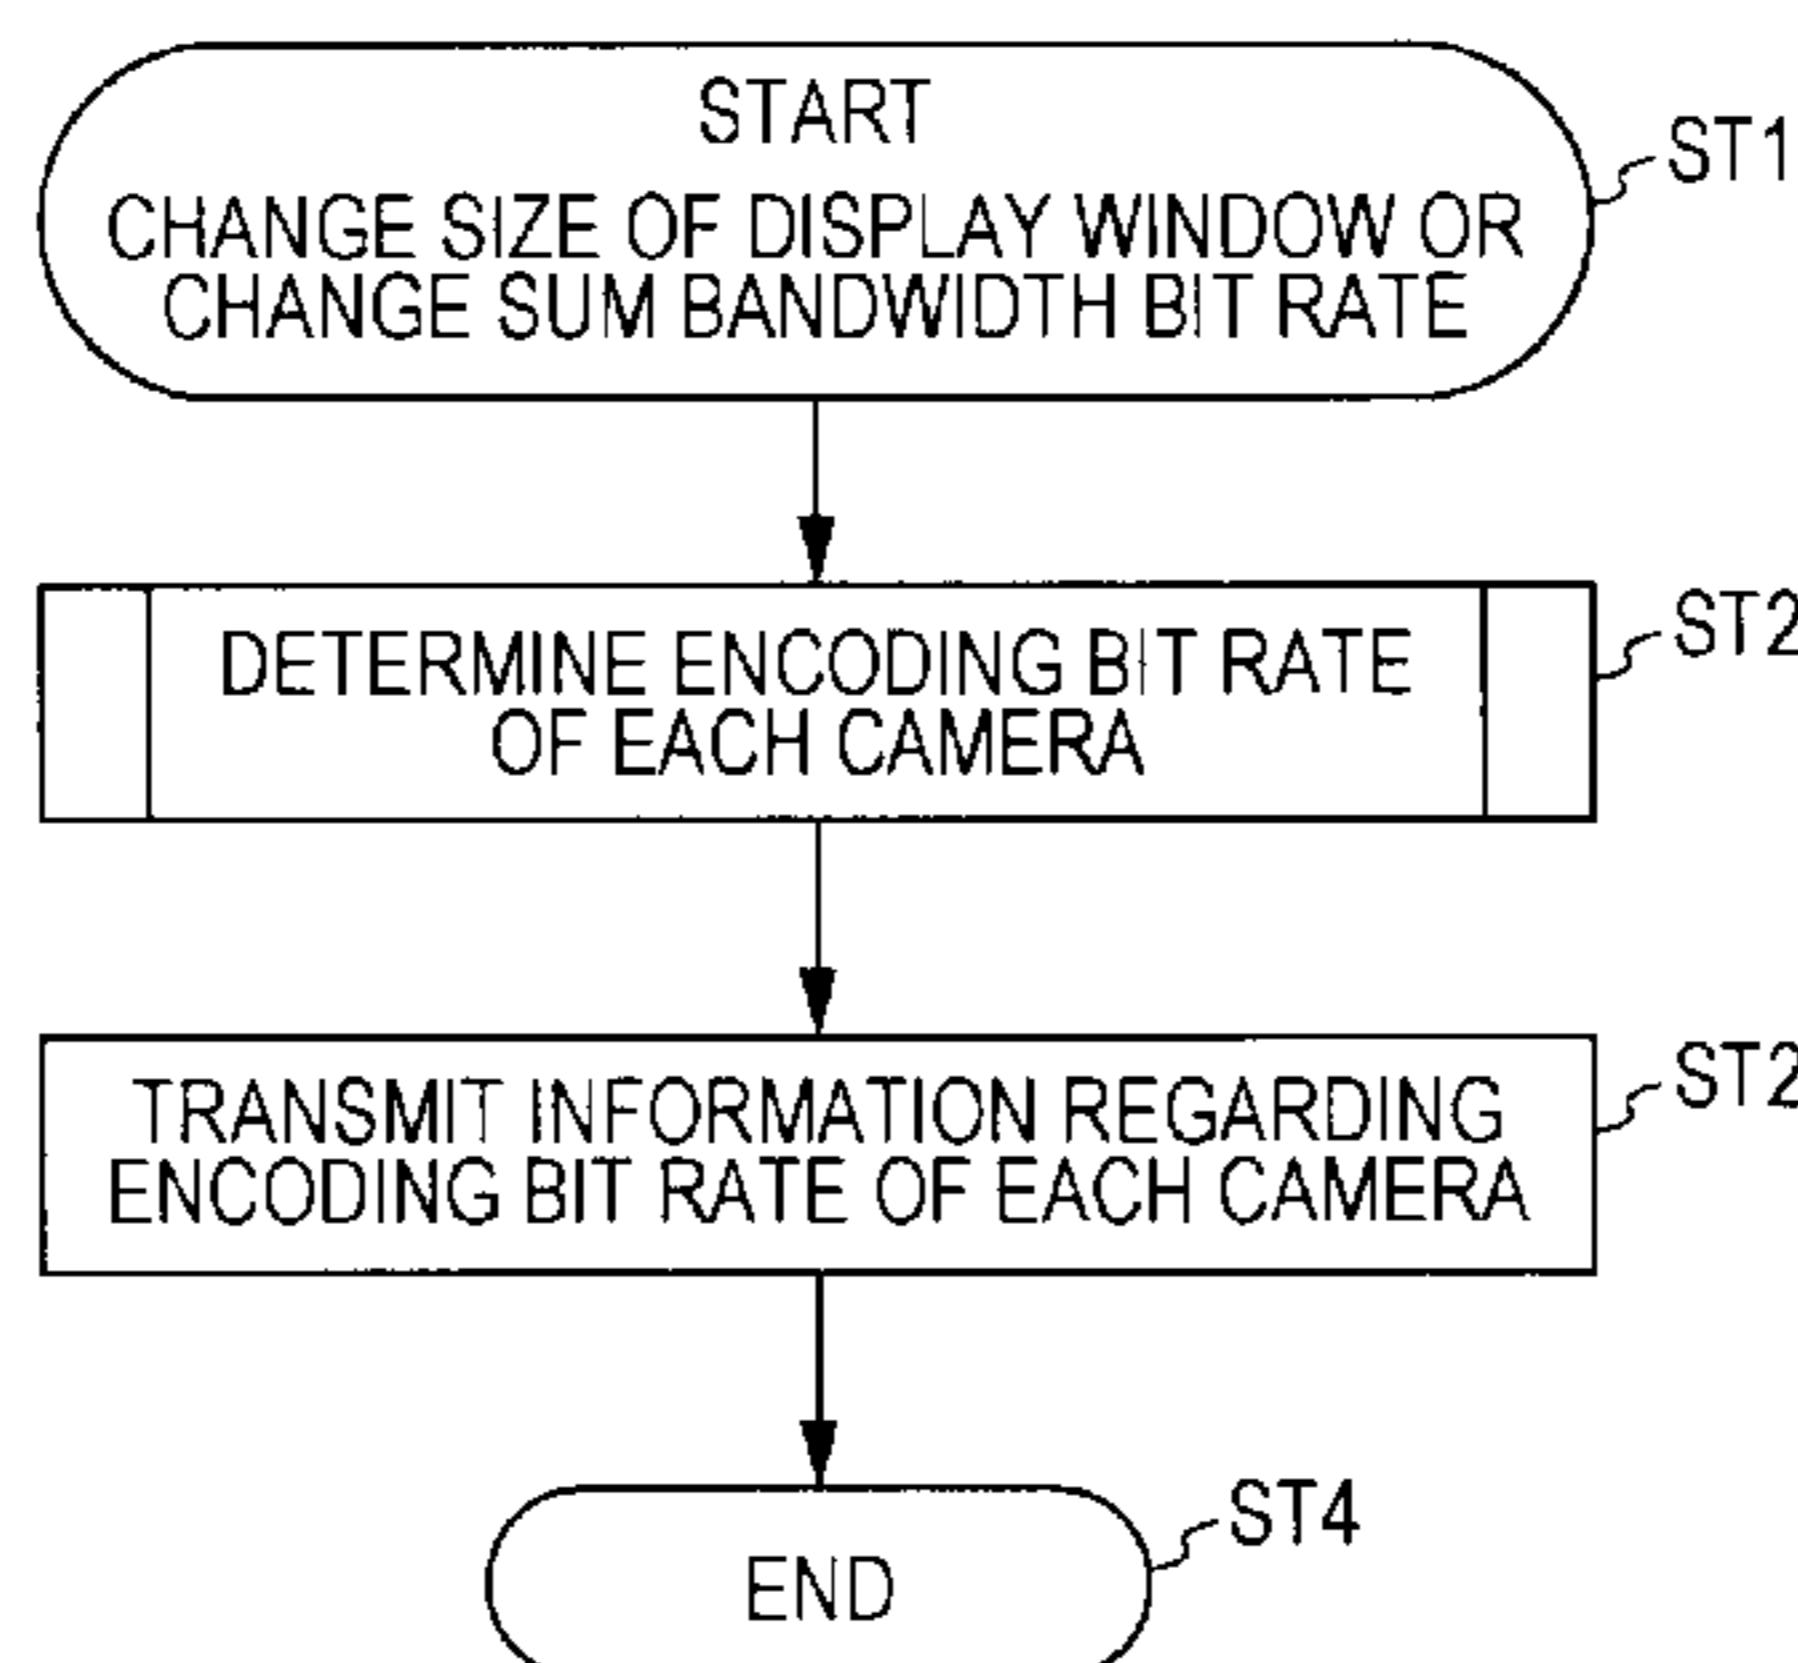 START
CHANGE SIZE OF DISPLAY WINDOW OR
CHANGE SUM BANDWIDTH BIT RATE
ST1
DETERMINE ENCODING BIT RATE
OF EACH CAMERA
ST2
TRANSMIT INFORMATION REGARDING
ENCODING BIT RATE OF EACH CAMERA
ST2
END
ST4